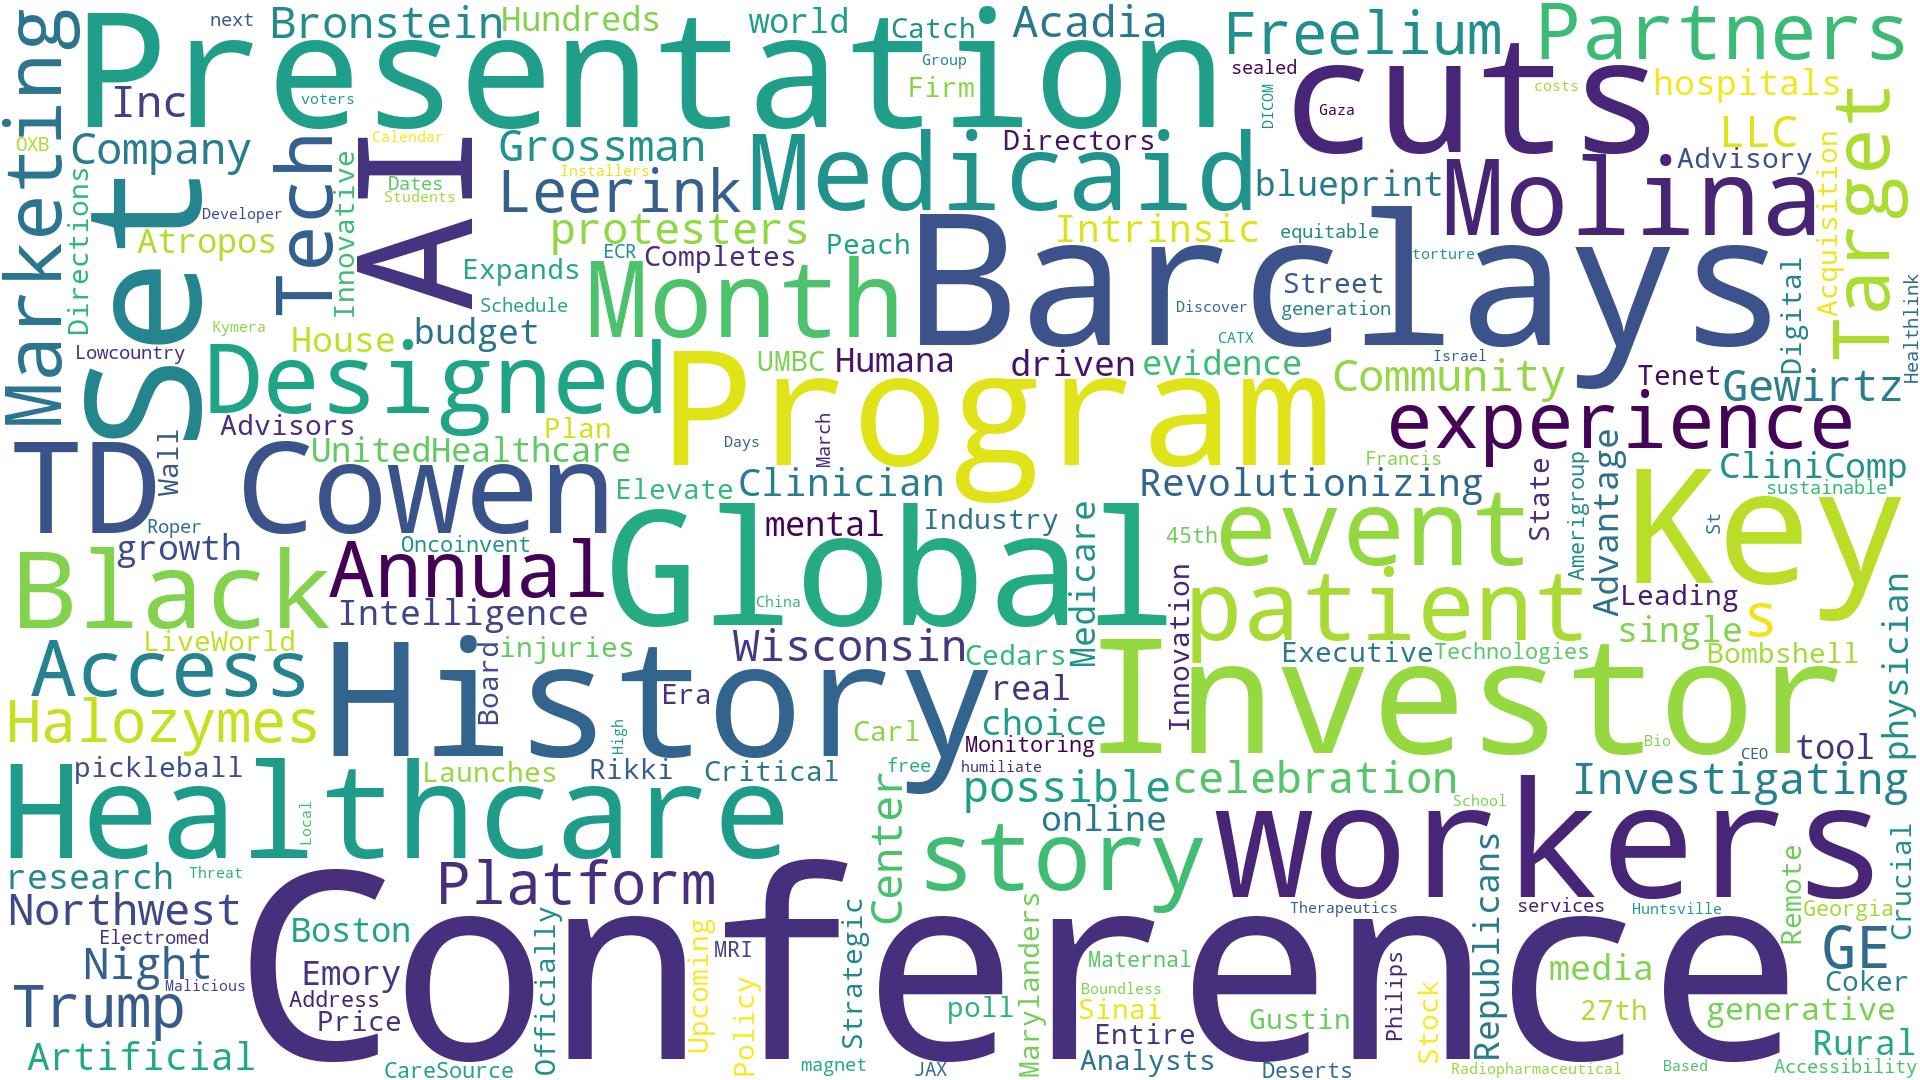 next
Bronstein
Hundreds
world
Catch
Acadia
Freelium
Partners
Marketing
Presentation
Group
sealed
cuts
Inc
voters
Firm
DICOM
Gaza
costs
hospitals
OXB
Company
Calendar
Grossman
Directors
LLC
Target
Directions
Set
Tech
Innovative
AI
Installers
Dates
Students
Leerink
Medicaid
blueprint
Molina
Advisory
Acquisition
Developer
Atropos
protesters
ECR
Completes
Peach
Barclays
Intrinsic
equitable
torture
Expands
Schedule
Month
Street
Discover
generation
Digital
Healthlink
Kymera
House
budget
CATX
Lowcountry
Designed
Program
UMBC
Humana
driven
evidence
Israel
Community
Tenet
Gewirtz
Advisors
Plan
Days
March
experience
TD Cowen
Wall
UnitedHealthcare
Francis
CliniComp
Elevate
Clinician
Revolutionizing
State
Amerigroup
Advantage
Key
sustainable
Roper
growth
Oncoinvent
mental
Industry
Medicare
45th
event
St
Black
Annual
Global
China
Innovation
patient
Leading
Intelligence
single
s
physician
LiveWorld
Access
Board
injuries
Wisconsin
Cedars
Executive
Technologies
Bombshell
Halozymes
History
Era
real
Investor
High
Carl
choice
Monitoring
Bio
CEO
tool
pickleball
Launches
Rikki
Critical
free
humiliate
possible
celebration
Investigating
Healthcare
Local
Center
online
School
workers
story
research
Threat
Platform
Republicans
Remote
Crucial
Northwest
Conference
Therapeutics
services
Huntsville
Georgia
Electromed
Boston
Officially
Upcoming
MRI
Strategic
Marylanders
GE
Night
Malicious
Emory
Maternal
Philips
media
Coker
Trump
Address
Price
Policy
poll
Boundless
Sinai
Gustin
Stock
27th
generative
Entire
Artificial
CareSource
magnet
JAX
Analysts
Deserts
Radiopharmaceutical
Based
Rural
Accessibility